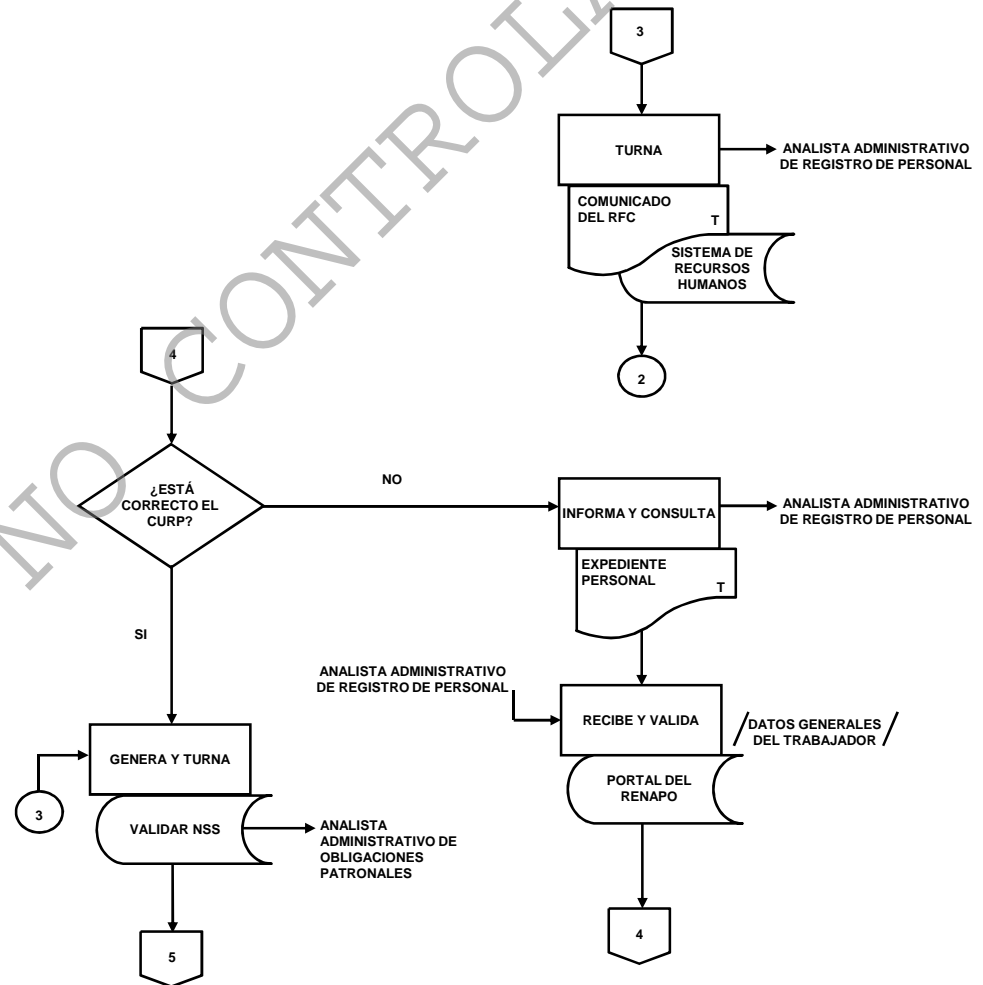 3
TURNA
ANALISTA ADMINISTRATIVO
DE REGISTRO DE PERSONAL
COMUNICADO
DEL RFC
T
SISTEMA DE
RECURSOS
HUMANOS
2
4
¿ESTÁ
CORRECTO EL
CURP?
NO
INFORMA Y CONSULTA
ANALISTA ADMINISTRATIVO
DE REGISTRO DE PERSONAL
EXPEDIENTE
PERSONAL
T
SI
ANALISTA ADMINISTRATIVO
DE REGISTRO DE PERSONAL
RECIBE Y VALIDA
DATOS GENERALES
DEL TRABAJADOR
PORTAL DEL
RENAPO
4
GENERA Y TURNA
3
VALIDAR NSS
ANALISTA
ADMINISTRATIVO DE
OBLIGACIONES
PATRONALES
5
NO CONTROLA